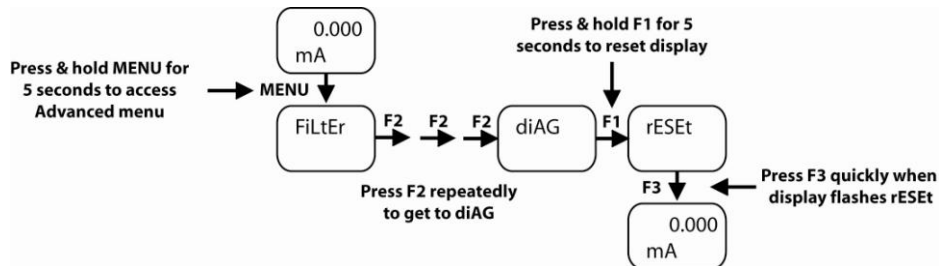 0.000
mA
Press & hold MENU for
5 seconds to access
Advanced menu
MENU
FiLtEr
F2
F2
F2
Press F2 repeatedly
to get to diAG
diAG
Press & hold F1 for 5
seconds to reset display
F1
rESEt
F3
Press F3 quickly when
display flashes rESEt
0.000
mA